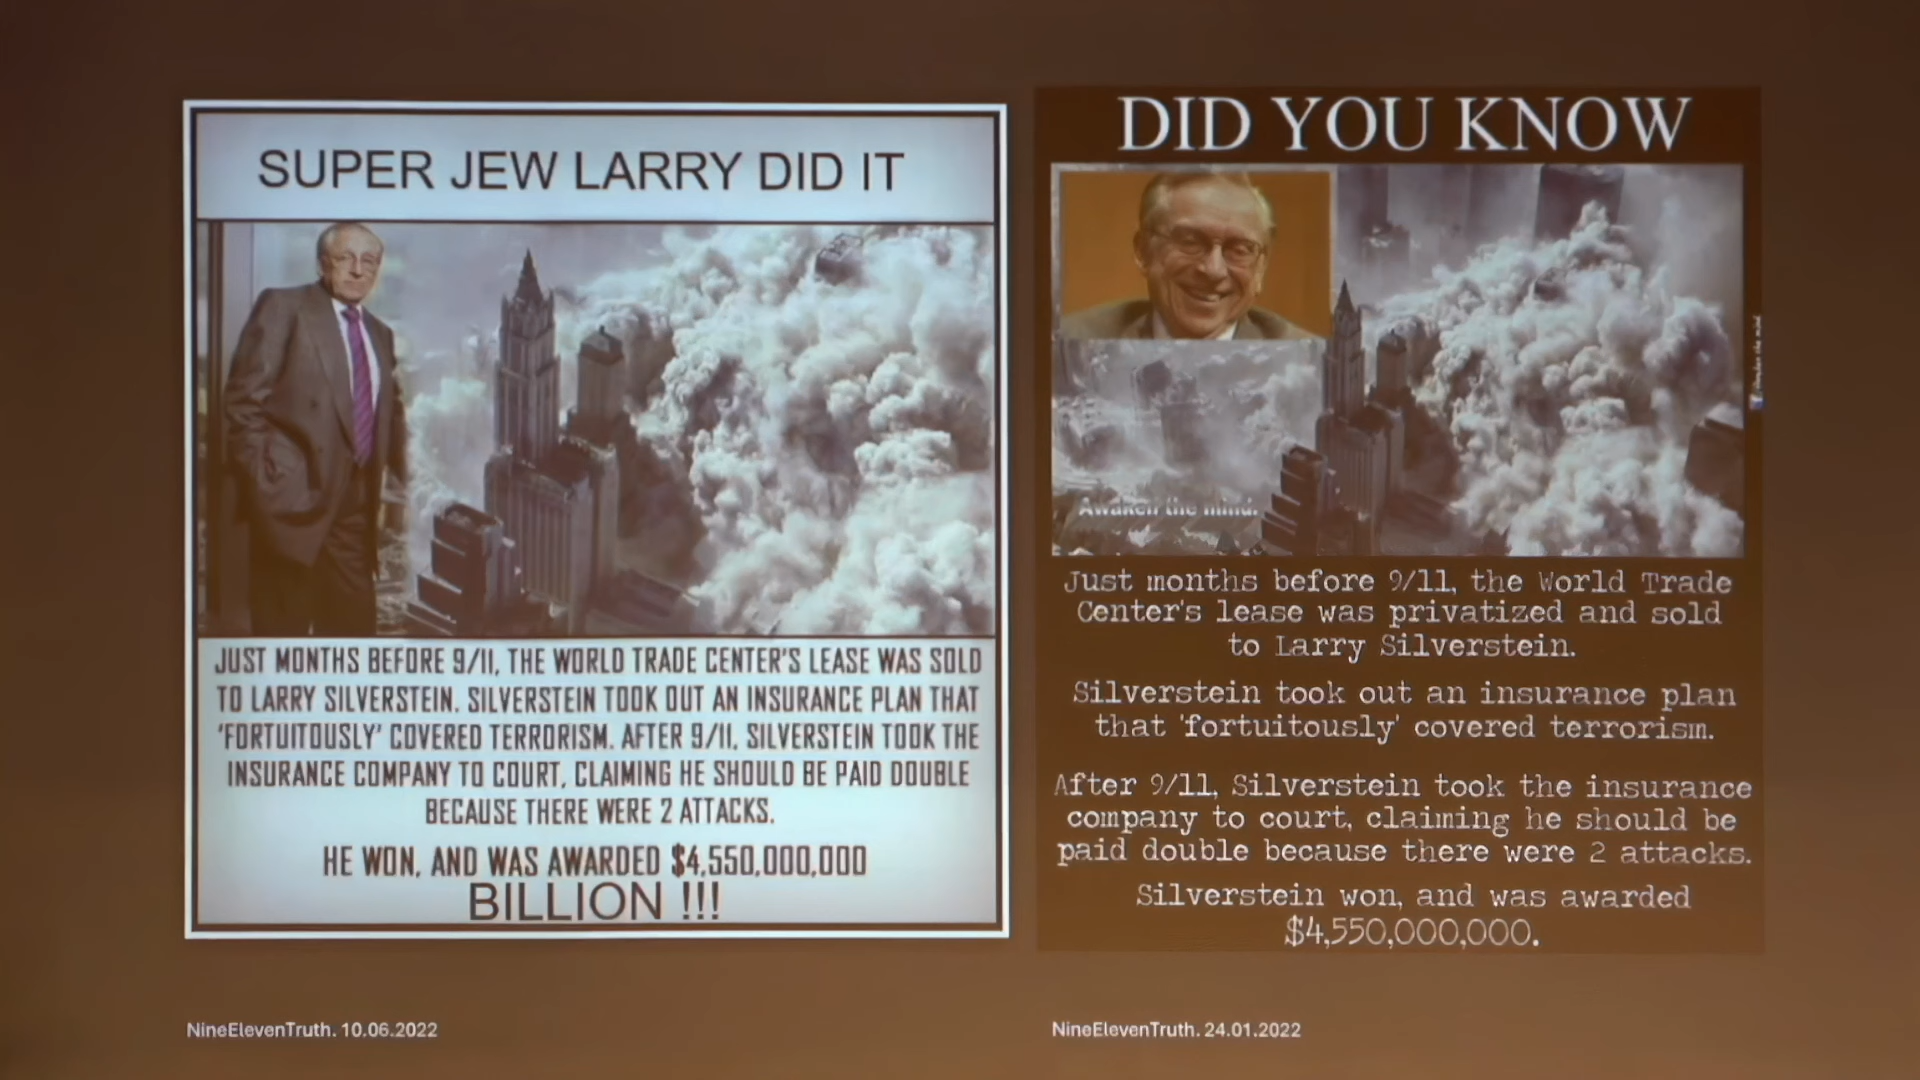 SUPER JEW LARRY DID IT
JUST MONTHS BEFORE 9/11, THE WORLD TRADE CENTER'S LEASE WAS SOLD
TO LARRY SILVERSTEIN. SILVERSTEIN TOOK OUT AN INSURANCE PLAN THAT
'FORTUITOUSLY' COVERED TERRORISM. AFTER 9/11, SILVERSTEIN TOOK THE
INSURANCE COMPANY TO COURT, CLAIMING HE SHOULD BE PAID DOUBLE
BECAUSE THERE WERE 2 ATTACKS.
HE WON, AND WAS AWARDED $4,550,000,000
BILLION !!!
NineElevenTruth. 10.06.2022
DID YOU KNOW
Awaken the mind.
Just months before 9/11, the World Trade
Center's lease was privatized and sold
to Larry Silverstein.
Silverstein took out an insurance plan
that 'fortuitously' covered terrorism.
After 9/11, Silverstein took the insurance
company to court, claiming he should be
paid double because there were 2 attacks.
Silverstein won, and was awarded
$4,550,000,000.
NineElevenTruth. 24.01.2022